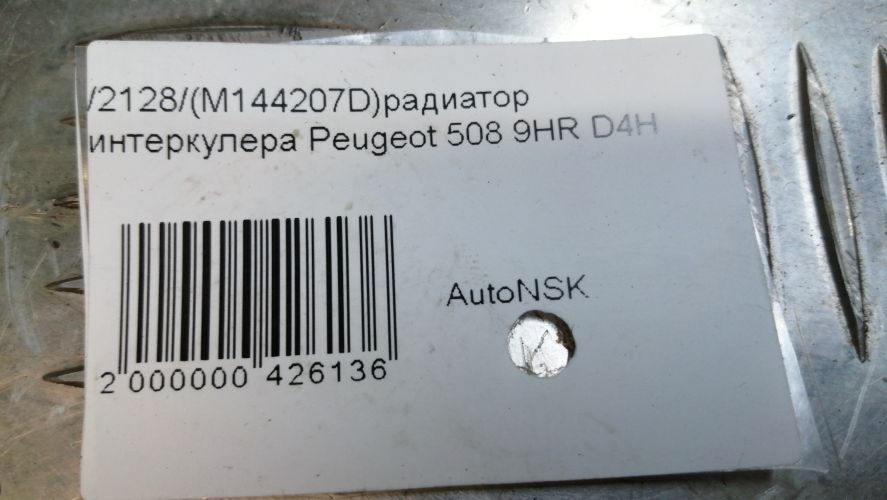 /2128/(M144207D)радиатор
интеркулера Peugeot 508 9HR D4H
AutoNSK
2 000000 426136